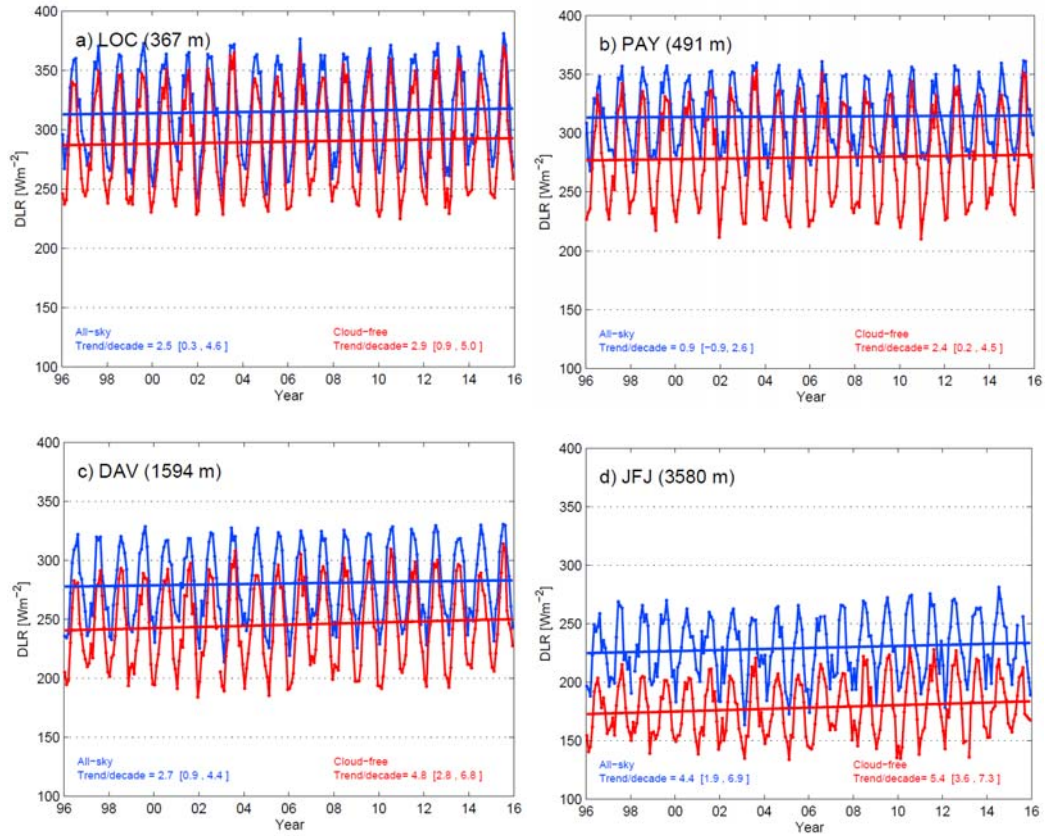 400
350
300
250
200
150
100
DLR [Wm−2]
a) LOC (367 m)
All−sky
Trend/decade = 2.5 [0.3 , 4.6 ]
Cloud−free
Trend/decade= 2.9 [0.9 , 5.0 ]
96 98 00 02 04 06 08 10 12 14 16
Year
400
350
300
250
200
150
100
DLR [Wm−2]
b) PAY (491 m)
All−sky
Trend/decade = 0.9 [−0.9, 2.6 ]
Cloud−free
Trend/decade= 2.4 [0.2 , 4.5 ]
96 98 00 02 04 06 08 10 12 14 16
Year
400
350
300
250
200
150
100
DLR [Wm−2]
c) DAV (1594 m)
All−sky
Trend/decade = 2.7 [0.9 , 4.4 ]
Cloud−free
Trend/decade= 4.8 [2.8 , 6.8 ]
96 98 00 02 04 06 08 10 12 14 16
Year
400
350
300
250
200
150
100
DLR [Wm−2]
d) JFJ (3580 m)
All−sky
Trend/decade = 4.4 [1.9 , 6.9 ]
Cloud−free
Trend/decade= 5.4 [3.6 , 7.3 ]
96 98 00 02 04 06 08 10 12 14 16
Year